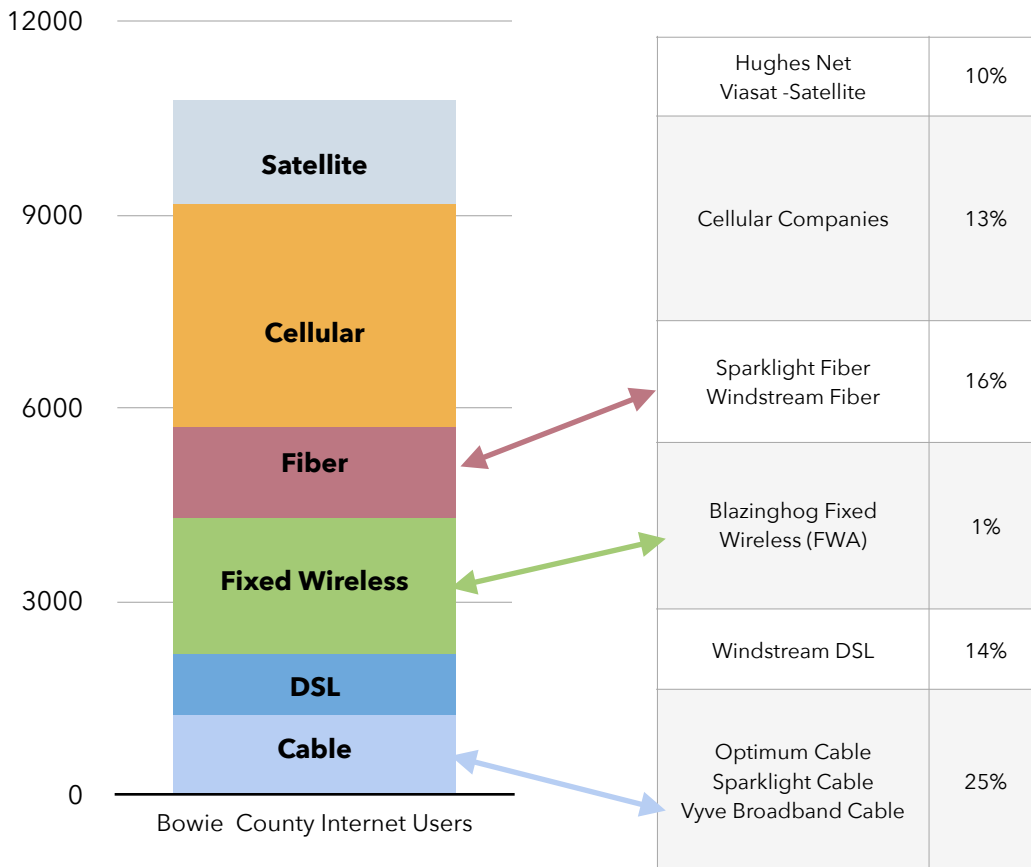 12000
9000
6000
3000
0
Satellite
Cellular
Fiber
Fixed Wireless
DSL
Cable
Bowie  County Internet Users
Hughes Net
Viasat -Satellite
10%
Cellular Companies
13%
Sparklight Fiber
Windstream Fiber
16%
Blazinghog Fixed
Wireless (FWA)
1%
Windstream DSL
14%
Optimum Cable
Sparklight Cable
Vyve Broadband Cable
25%